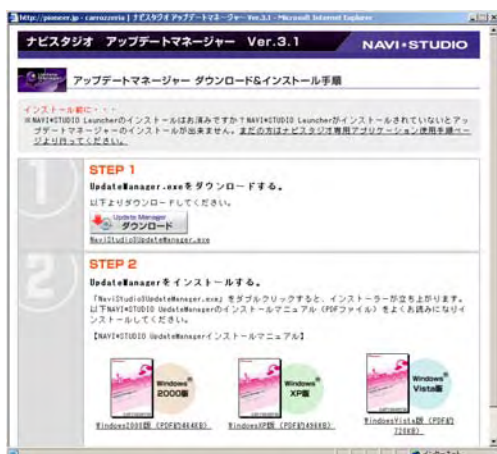 http://pioneer.jp - carrozzeria | ナビスタジオ アップデートマネージャー Ver.3.1 - Microsoft Internet Explorer
ナビスタジオ アップデートマネージャー Ver.3.1
NAVI*STUDIO
アップデートマネージャー ダウンロード&インストール手順
インストール前に・・・
※NAVI*STUDIO Launcherのインストールはお済みですか？NAVI*STUDIO Launcherがインストールされていないとアッ
プデートマネージャーのインストールが出来ません。まだの方はナビスタジオ専用アプリケーション使用手順ペー
ジより行ってください。
1
STEP 1
UpdateManager.exeをダウンロードする。
以下よりダウンロードしてください。
Update Manager
ダウンロード
NaviStudio3UpdateManager.exe
2
STEP 2
UpdateManagerをインストールする。
「NaviStudio3UpdateManager.exe」をダブルクリックすると、インストーラーが立ち上がります。
以下NAVI*STUDIO UpdateManagerのインストールマニュアル（PDFファイル）をよくお読みになりイ
ンストールしてください。
【NAVI*STUDIO UpdateManagerインストールマニュアル】
Windows®
2000版
Windows®
XP版
Windows®
Vista版
Windows2000版（PDF約464KB）
WindowsXP版（PDF約496KB）
WindowsVista版（PDF約
728KB）